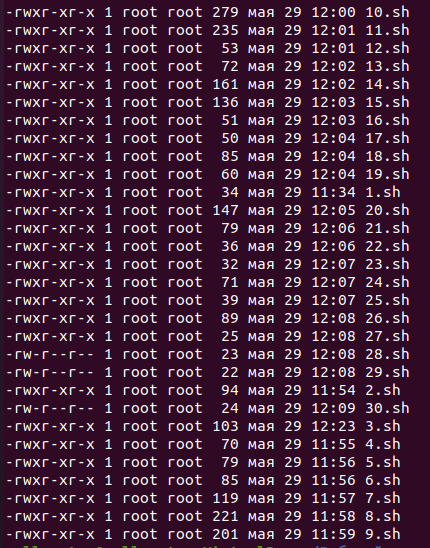 -rwxr-xr-x 1 root root 279 мая 29 12:00 10.sh
-rwxr-xr-x 1 root root 235 мая 29 12:01 11.sh
-rwxr-xr-x 1 root root  53 мая 29 12:01 12.sh
-rwxr-xr-x 1 root root  72 мая 29 12:02 13.sh
-rwxr-xr-x 1 root root 161 мая 29 12:02 14.sh
-rwxr-xr-x 1 root root 136 мая 29 12:03 15.sh
-rwxr-xr-x 1 root root  51 мая 29 12:03 16.sh
-rwxr-xr-x 1 root root  50 мая 29 12:04 17.sh
-rwxr-xr-x 1 root root  85 мая 29 12:04 18.sh
-rwxr-xr-x 1 root root  60 мая 29 12:04 19.sh
-rwxr-xr-x 1 root root  34 мая 29 11:34 1.sh
-rwxr-xr-x 1 root root 147 мая 29 12:05 20.sh
-rwxr-xr-x 1 root root  79 мая 29 12:06 21.sh
-rwxr-xr-x 1 root root  36 мая 29 12:06 22.sh
-rwxr-xr-x 1 root root  32 мая 29 12:07 23.sh
-rwxr-xr-x 1 root root  71 мая 29 12:07 24.sh
-rwxr-xr-x 1 root root  39 мая 29 12:07 25.sh
-rwxr-xr-x 1 root root  89 мая 29 12:08 26.sh
-rwxr-xr-x 1 root root  25 мая 29 12:08 27.sh
-rw-r--r-- 1 root root  23 мая 29 12:08 28.sh
-rw-r--r-- 1 root root  22 мая 29 12:08 29.sh
-rwxr-xr-x 1 root root  94 мая 29 11:54 2.sh
-rw-r--r-- 1 root root  24 мая 29 12:09 30.sh
-rwxr-xr-x 1 root root 103 мая 29 12:23 3.sh
-rwxr-xr-x 1 root root  70 мая 29 11:55 4.sh
-rwxr-xr-x 1 root root  79 мая 29 11:56 5.sh
-rwxr-xr-x 1 root root  85 мая 29 11:56 6.sh
-rwxr-xr-x 1 root root 119 мая 29 11:57 7.sh
-rwxr-xr-x 1 root root 221 мая 29 11:58 8.sh
-rwxr-xr-x 1 root root 201 мая 29 11:59 9.sh